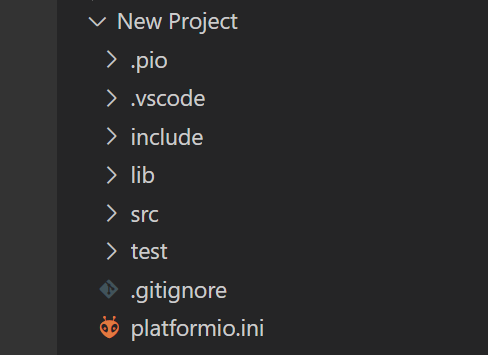 New Project
.pio
.vscode
include
lib
src
test
.gitignore
platformio.ini